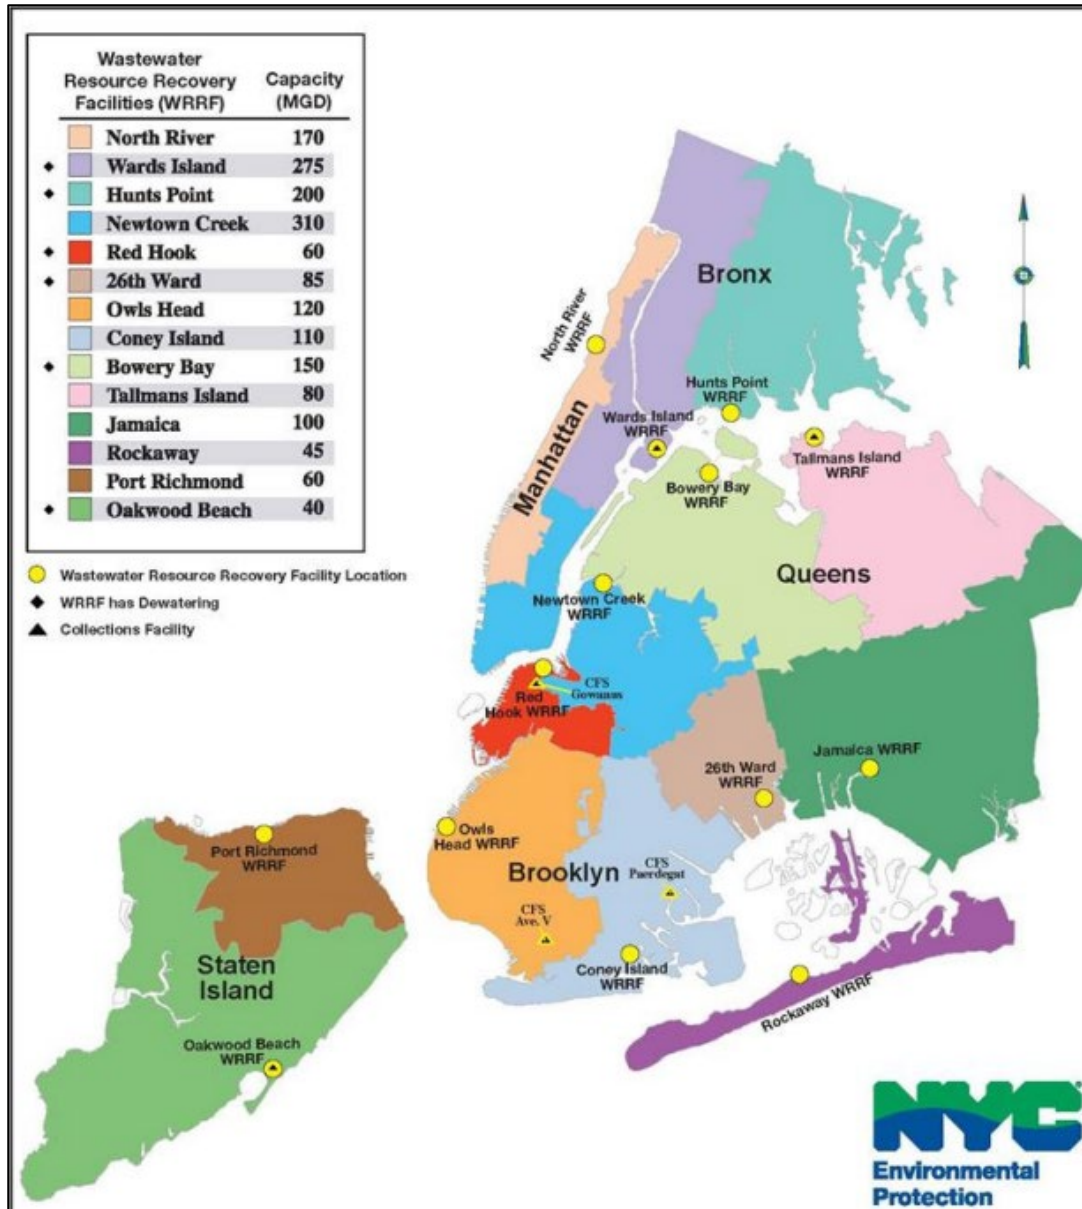 Wastewater
Resource Recovery
Facilities (WRRF)
Capacity
(MGD)
North River 170
◆ Wards Island 275
◆ Hunts Point 200
Newtown Creek 310
◆ Red Hook 60
◆ 26th Ward 85
Owls Head 120
Coney Island 110
◆ Bowery Bay 150
Tallmans Island 80
Jamaica 100
Rockaway 45
Port Richmond 60
◆ Oakwood Beach 40
Wastewater Resource Recovery Facility Location
◆ WRRF has Dewatering
▲ Collections Facility
Bronx
North River
WRRF
Manhattan
Hunts Point
WRRF
Wards Island
WRRF
Tallmans Island
WRRF
Bowery Bay
WRRF
Queens
Newtown Creek
WRRF
CFS
Gowanus
Red
Hook WRRF
Jamaica WRRF
26th Ward
WRRF
Owls
Head WRRF
Port Richmond
WRRF
Brooklyn
CFS
Paerdegat
CFS
Ave. V
Coney Island
WRRF
Staten
Island
Rockaway WRRF
Oakwood Beach
WRRF
NYC®
Environmental
Protection